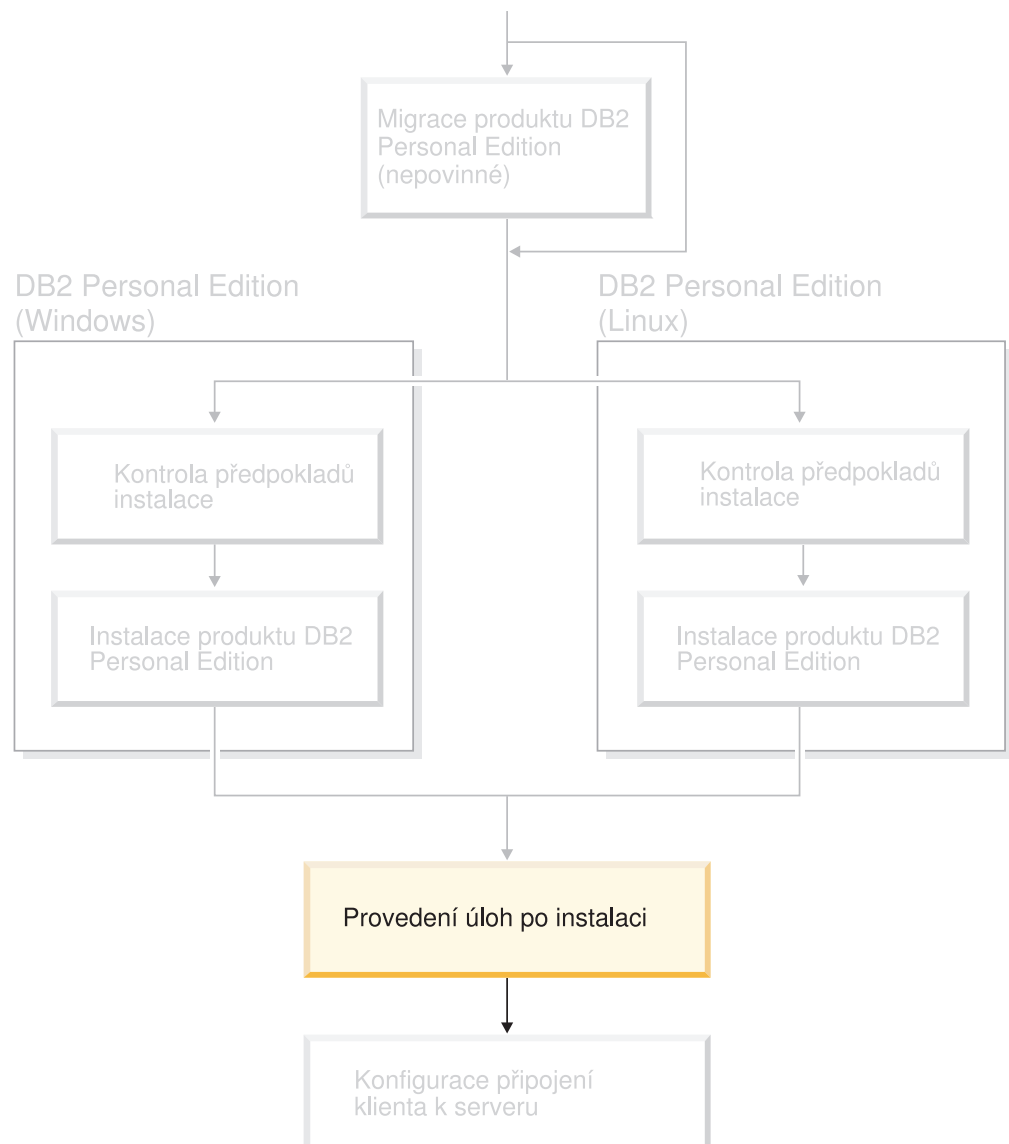 Migrace produktu DB2
Personal Edition
(nepovinné)
DB2 Personal Edition
(Windows)
DB2 Personal Edition
(Linux)
Kontrola předpokladů
instalace
Kontrola předpokladů
instalace
Instalace produktu DB2
Personal Edition
Instalace produktu DB2
Personal Edition
Provedení úloh po instalaci
Konfigurace připojení
klienta k serveru